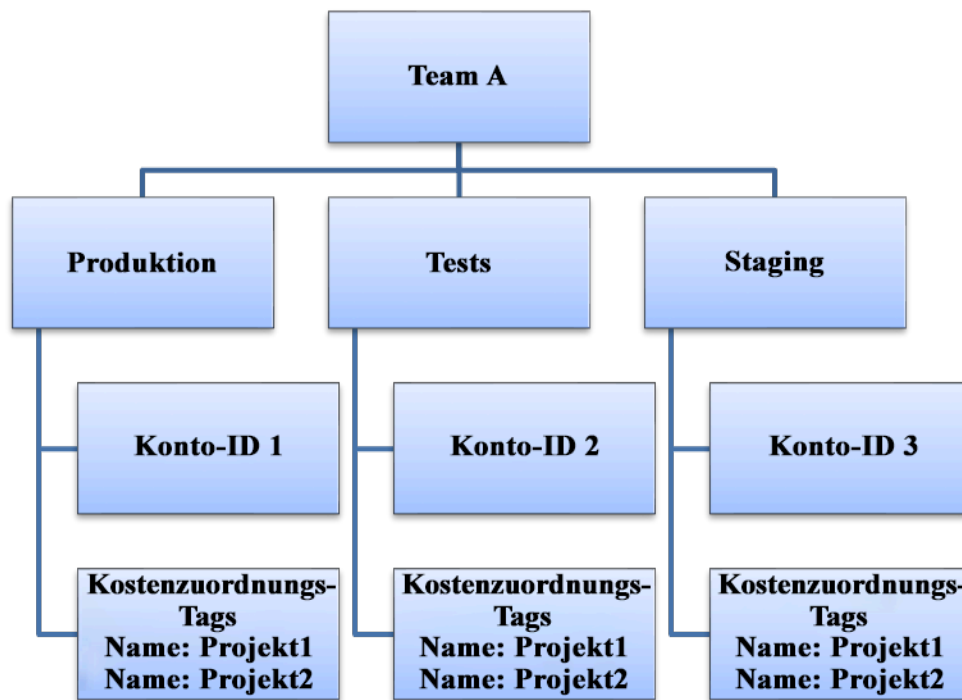 Team A
Produktion
Tests
Staging
Konto-ID 1
Konto-ID 2
Konto-ID 3
Kostenzuordnungs-
Tags
Name: Projekt1
Name: Projekt2
Kostenzuordnungs-
Tags
Name: Projekt1
Name: Projekt2
Kostenzuordnungs-
Tags
Name: Projekt1
Name: Projekt2